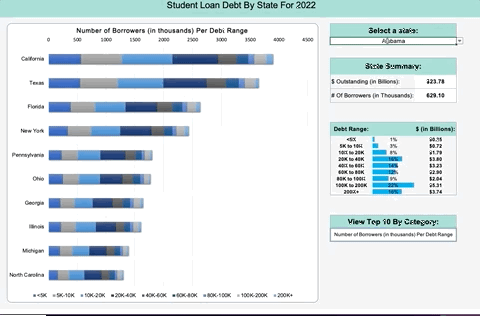 Student Loan Debt By State For 2022
Number of Borrowers (in thousands) Per Debt Range
0 500 1000 1500 2000 2500 3000 3500 4000 4500
California
Texas
Florida
New York
Pennsylvania
Ohio
Georgia
Illinois
Michigan
North Carolina
<5K 5K-10K 10K-20K 20K-40K 40K-60K 60K-80K 80K-100K 100K-200K 200K+
Select a State:
Alabama
State Summary:
$ Outstanding (in Billions): $23.78
# Of Borrowers (in Thousands): 629.10
Debt Range: $ (in Billions):
<5K 1% $0.35
5K to 10K 3% $0.72
10K to 20K 8% $1.79
20K to 40K 16% $3.80
40K to 60K 14% $3.23
60K to 80K 12% $2.90
80K to 100K 9% $2.04
100K to 200K 22% $5.31
200K+ 16% $3.74
View Top 10 By Category:
Number of Borrowers (in thousands) Per Debt Range